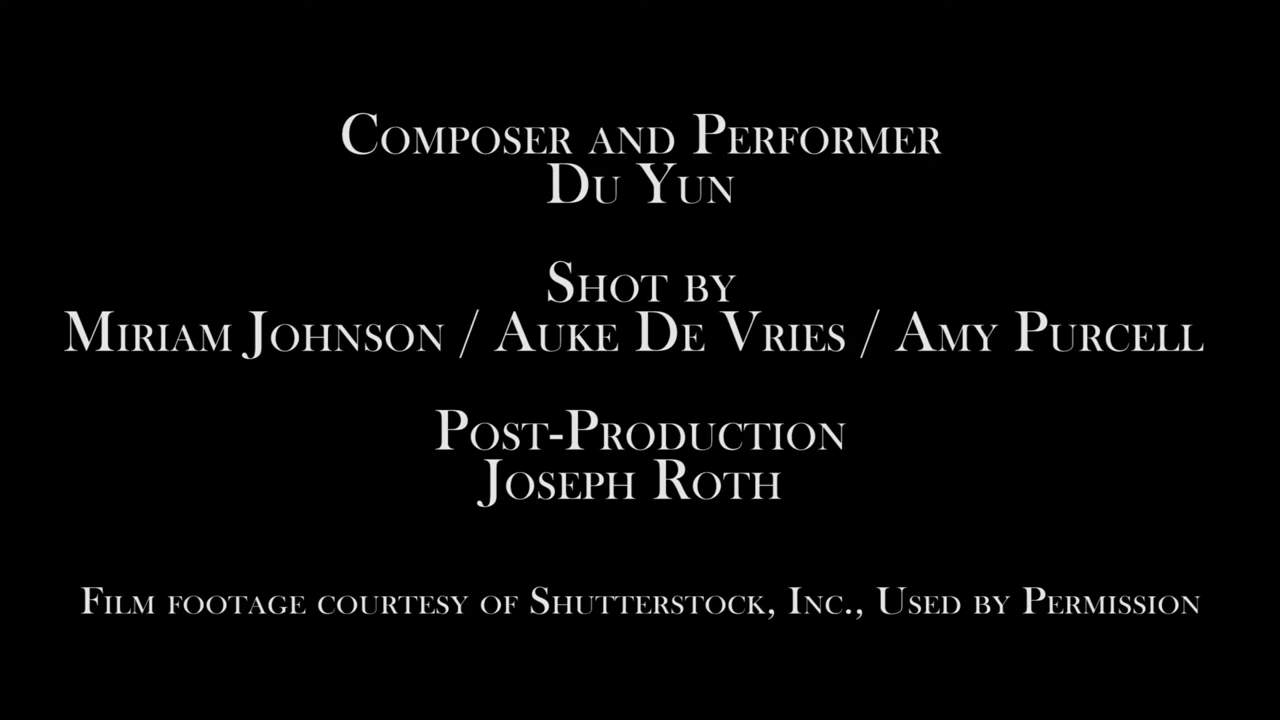 Composer and Performer
Du Yun
Shot by
Miriam Johnson / Auke De Vries / Amy Purcell
Post-Production
Joseph Roth
Film footage courtesy of Shutterstock, Inc., Used by Permission